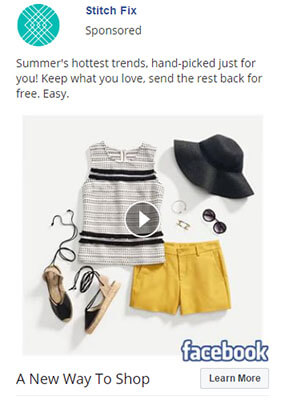 Stitch Fix
Sponsored
Summer's hottest trends, hand-picked just for
you! Keep what you love, send the rest back for
free. Easy.
facebook
A New Way To Shop
Learn More